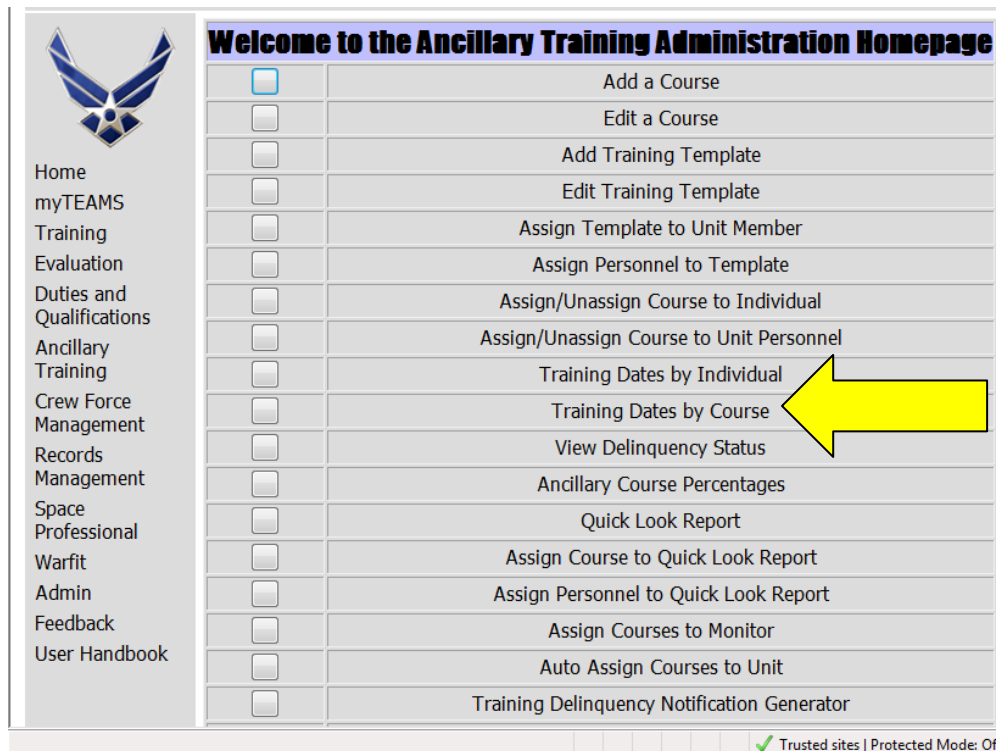 Welcome to the Ancillary Training Administration Homepage
Home
myTEAMS
Training
Evaluation
Duties and
Qualifications
Ancillary
Training
Crew Force
Management
Records
Management
Space
Professional
Warfit
Admin
Feedback
User Handbook
Add a Course
Edit a Course
Add Training Template
Edit Training Template
Assign Template to Unit Member
Assign Personnel to Template
Assign/Unassign Course to Individual
Assign/Unassign Course to Unit Personnel
Training Dates by Individual
Training Dates by Course
View Delinquency Status
Ancillary Course Percentages
Quick Look Report
Assign Course to Quick Look Report
Assign Personnel to Quick Look Report
Assign Courses to Monitor
Auto Assign Courses to Unit
Training Delinquency Notification Generator
Trusted sites | Protected Mode: Of